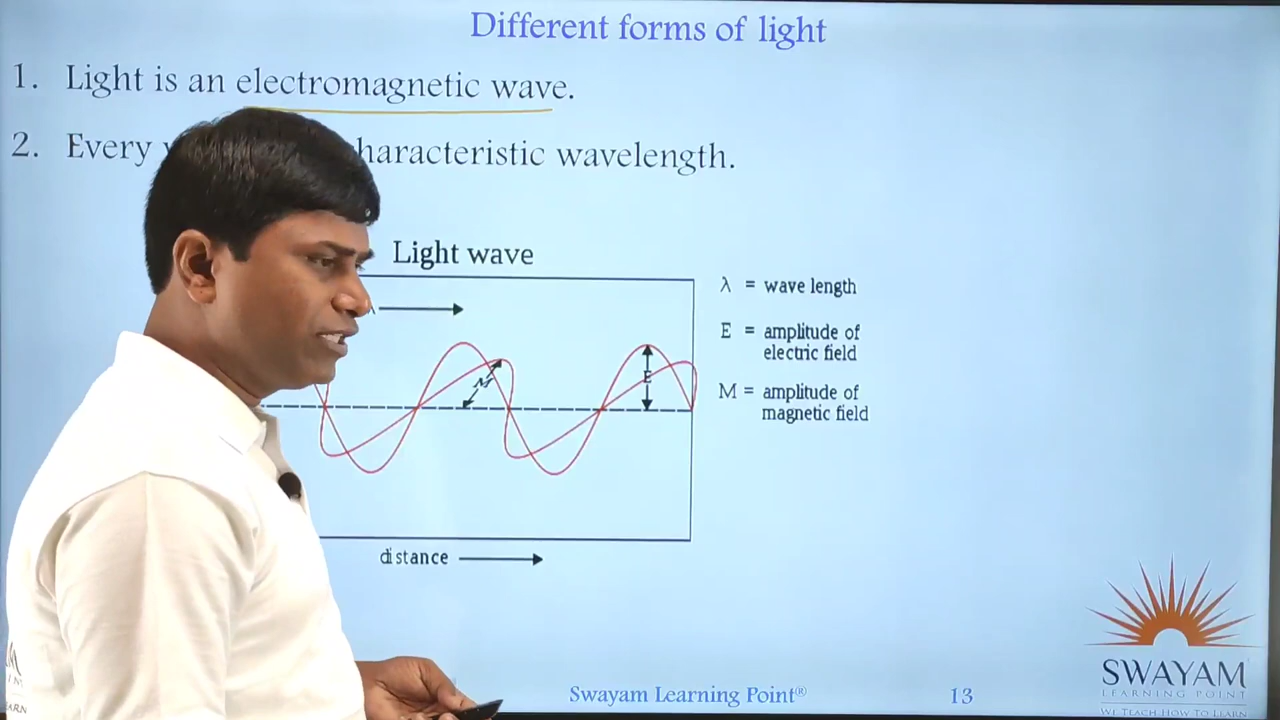 Different forms of light
1. Light is an electromagnetic wave.
2. Every haracteristic wavelength.
Light wave
λ = wave length
E = amplitude of
electric field
M = amplitude of
magnetic field
M
E
distance
Swayam Learning Point®
13
SWAYAM
LEARNING POINT
WE TEACH HOW TO LEARN